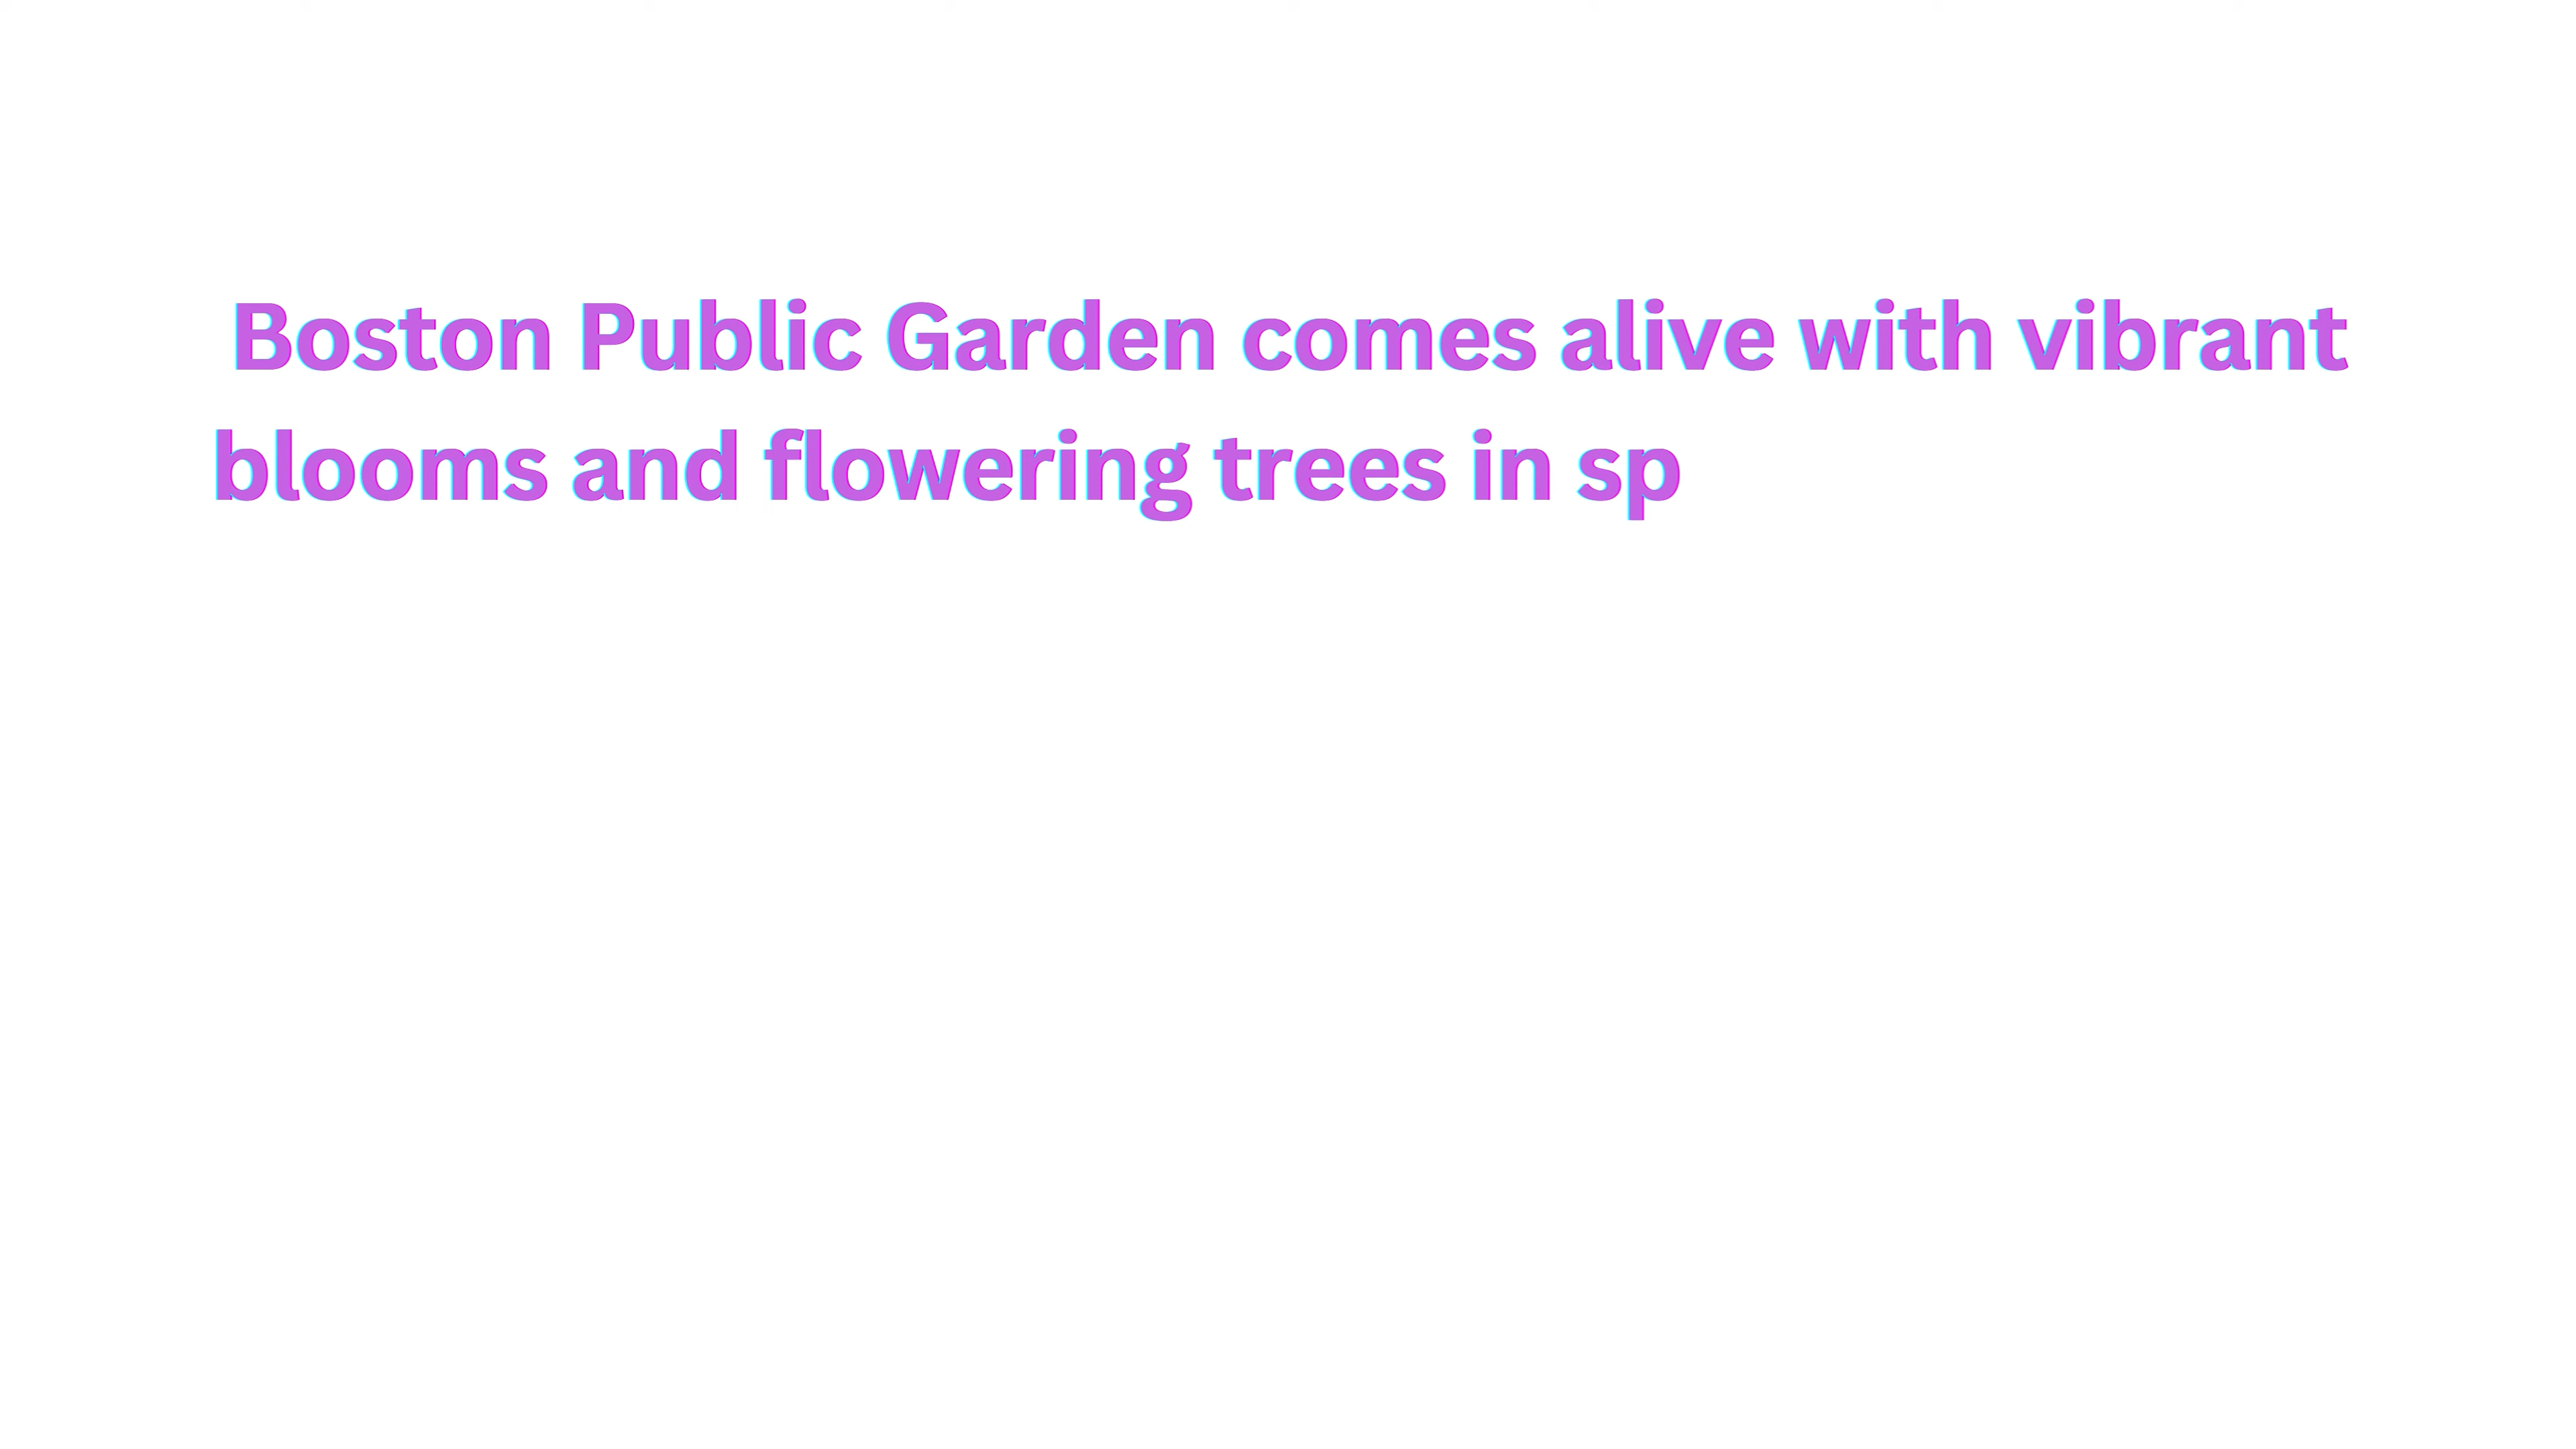 Boston Public Garden comes alive with vibrant
blooms and flowering trees in sp